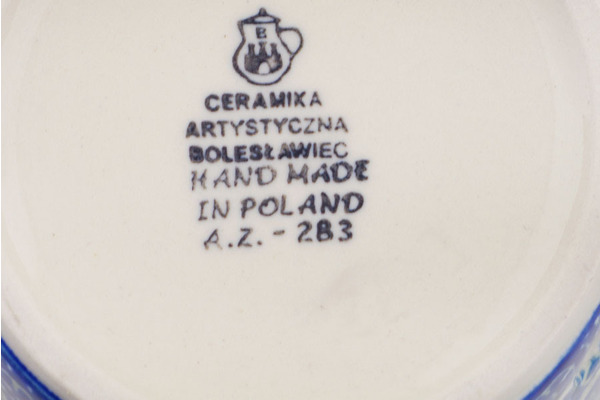 B
CERAMIKA
ARTYSTYCZNA
BOLESŁAWIEC
HAND MADE
IN POLAND
A.Z. - 283